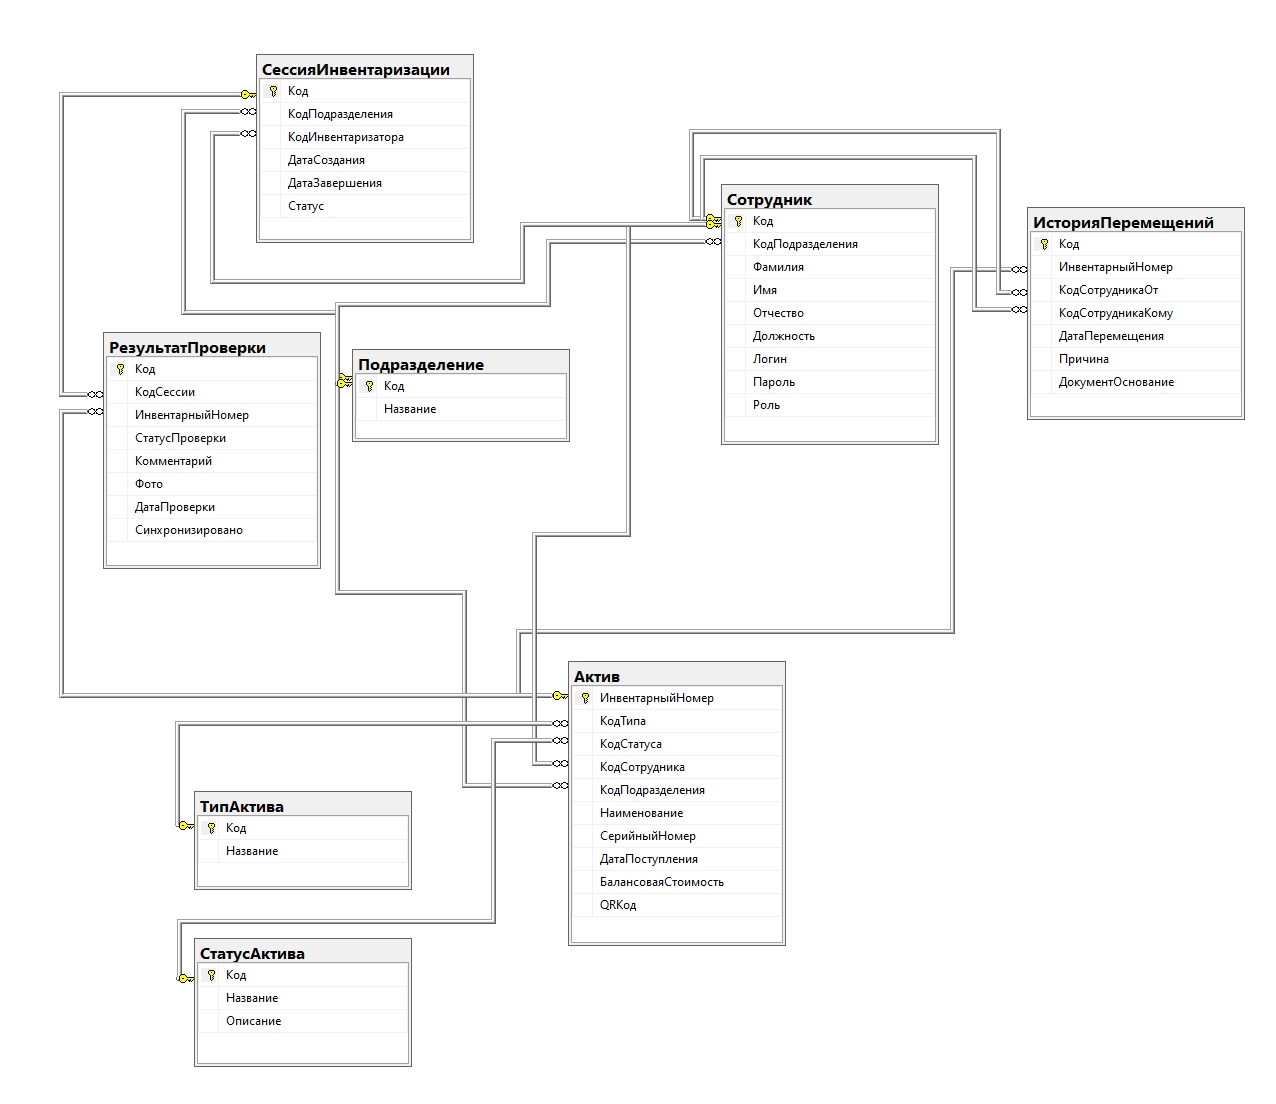 СессияИнвентаризации
Код
КодПодразделения
КодИнвентаризатора
ДатаСоздания
ДатаЗавершения
Статус
Сотрудник
Код
КодПодразделения
Фамилия
Имя
Отчество
Должность
Логин
Пароль
Роль
ИсторияПеремещений
Код
ИнвентарныйНомер
КодСотрудникаОт
КодСотрудникаКому
ДатаПеремещения
Причина
ДокументОснование
РезультатПроверки
Код
КодСессии
ИнвентарныйНомер
СтатусПроверки
Комментарий
Фото
ДатаПроверки
Синхронизировано
Подразделение
Код
Название
Актив
ИнвентарныйНомер
КодТипа
КодСтатуса
КодСотрудника
КодПодразделения
Наименование
СерийныйНомер
ДатаПоступления
БалансоваяСтоимость
QRКод
ТипАктива
Код
Название
СтатусАктива
Код
Название
Описание